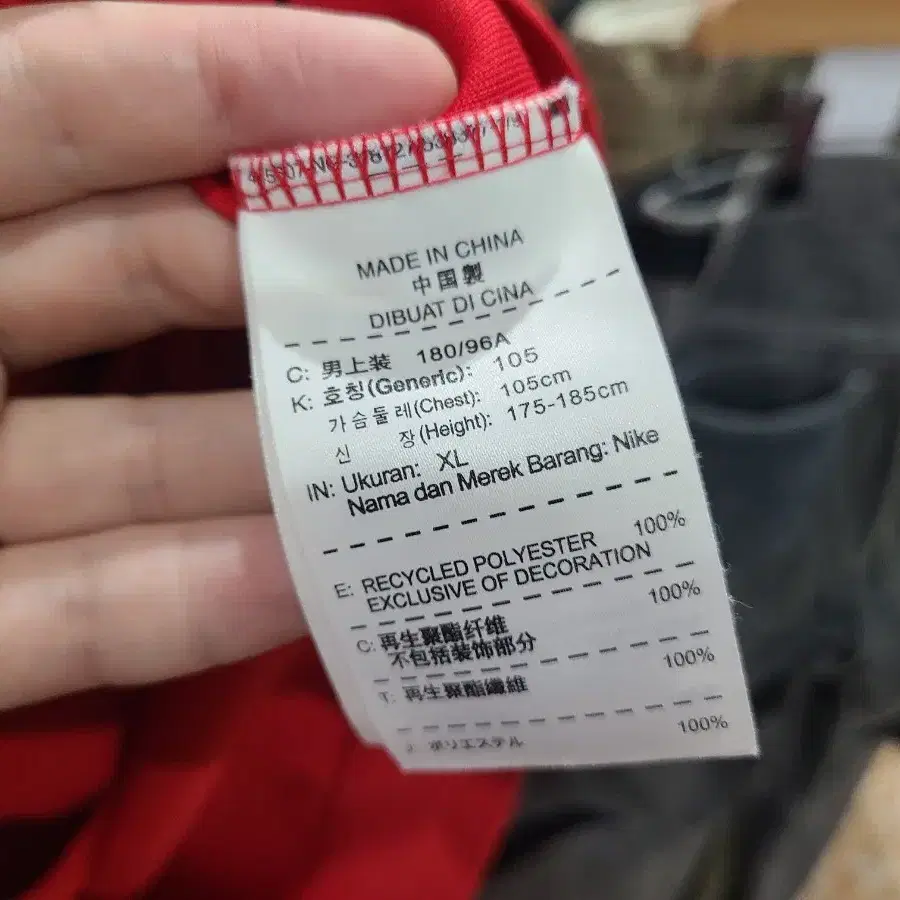 MADE IN CHINA
中国製
DIBUAT DI CINA
C: 男上装 180/96A
K: 호칭(Generic): 105
가슴둘레(Chest): 105cm
신 장(Height): 175-185cm
IN: Ukuran: XL
Nama dan Merek Barang: Nike
E: RECYCLED POLYESTER 100%
EXCLUSIVE OF DECORATION
C: 再生聚酯纤维 100%
不包括装饰部分
T: 再生聚酯纖維 100%
J: ポリエステル 100%